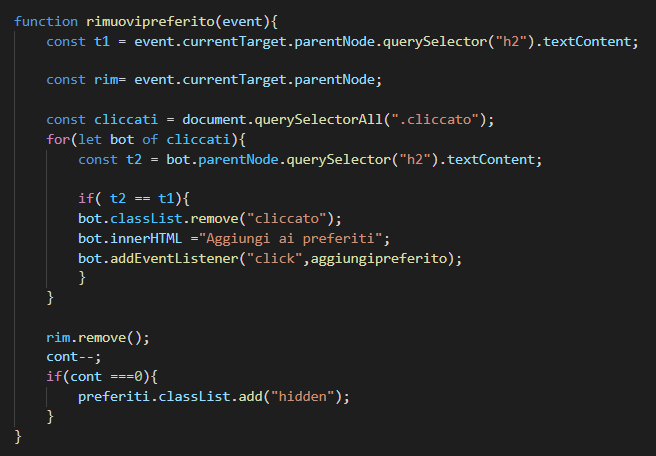 function rimuovipreferito(event){
    const t1 = event.currentTarget.parentNode.querySelector("h2").textContent;
    const rim= event.currentTarget.parentNode;
    const cliccati = document.querySelectorAll(".cliccato");
    for(let bot of cliccati){
        const t2 = bot.parentNode.querySelector("h2").textContent;
        if( t2 == t1){
        bot.classList.remove("cliccato");
        bot.innerHTML ="Aggiungi ai preferiti";
        bot.addEventListener("click",aggiungipreferito);
        }
    }
    rim.remove();
    cont--;
    if(cont ===0){
        preferiti.classList.add("hidden");
    }
}